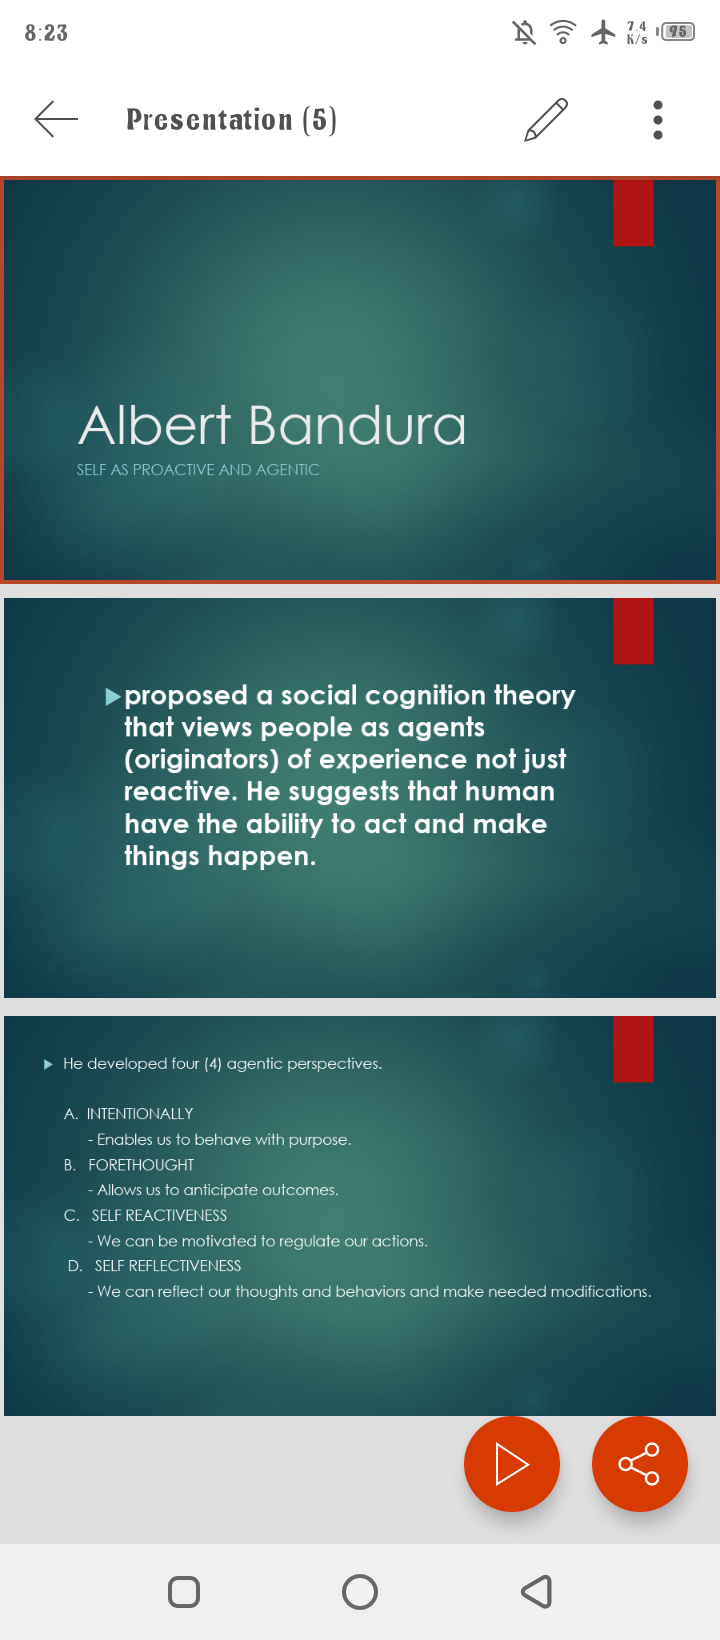 8:23
7.4
K/s
95
Presentation (5)
Albert Bandura
SELF AS PROACTIVE AND AGENTIC
proposed a social cognition theory
that views people as agents
(originators) of experience not just
reactive. He suggests that human
have the ability to act and make
things happen.
He developed four (4) agentic perspectives.
A. INTENTIONALLY
- Enables us to behave with purpose.
B. FORETHOUGHT
- Allows us to anticipate outcomes.
C. SELF REACTIVENESS
- We can be motivated to regulate our actions.
D. SELF REFLECTIVENESS
- We can reflect our thoughts and behaviors and make needed modifications.